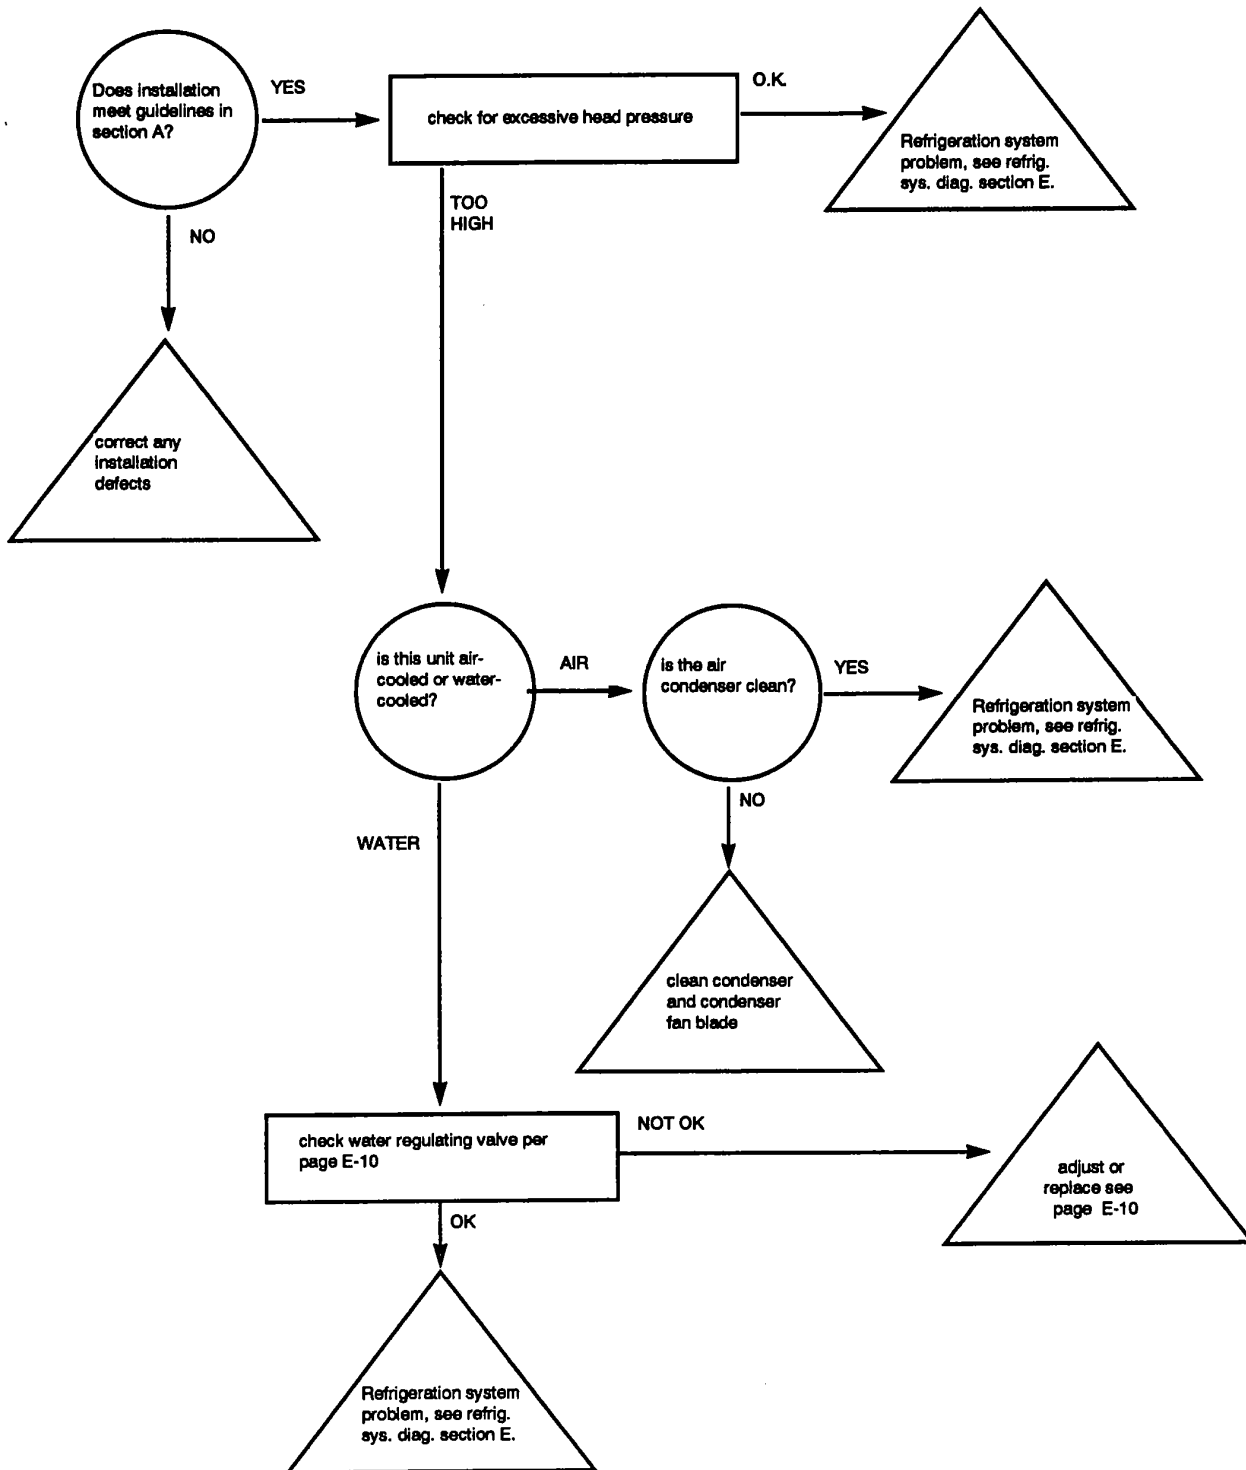 Does installation
meet guidelines in
section A?
YES
check for excessive head pressure
O.K.
Refrigeration system
problem, see refrig.
sys. diag. section E.
NO
TOO
HIGH
correct any
installation
defects
is this unit air-
cooled or water-
cooled?
AIR
is the air
condenser clean?
YES
Refrigeration system
problem, see refrig.
sys. diag. section E.
NO
WATER
clean condenser
and condenser
fan blade
check water regulating valve per
page E-10
NOT OK
adjust or
replace see
page E-10
OK
Refrigeration system
problem, see refrig.
sys. diag. section E.